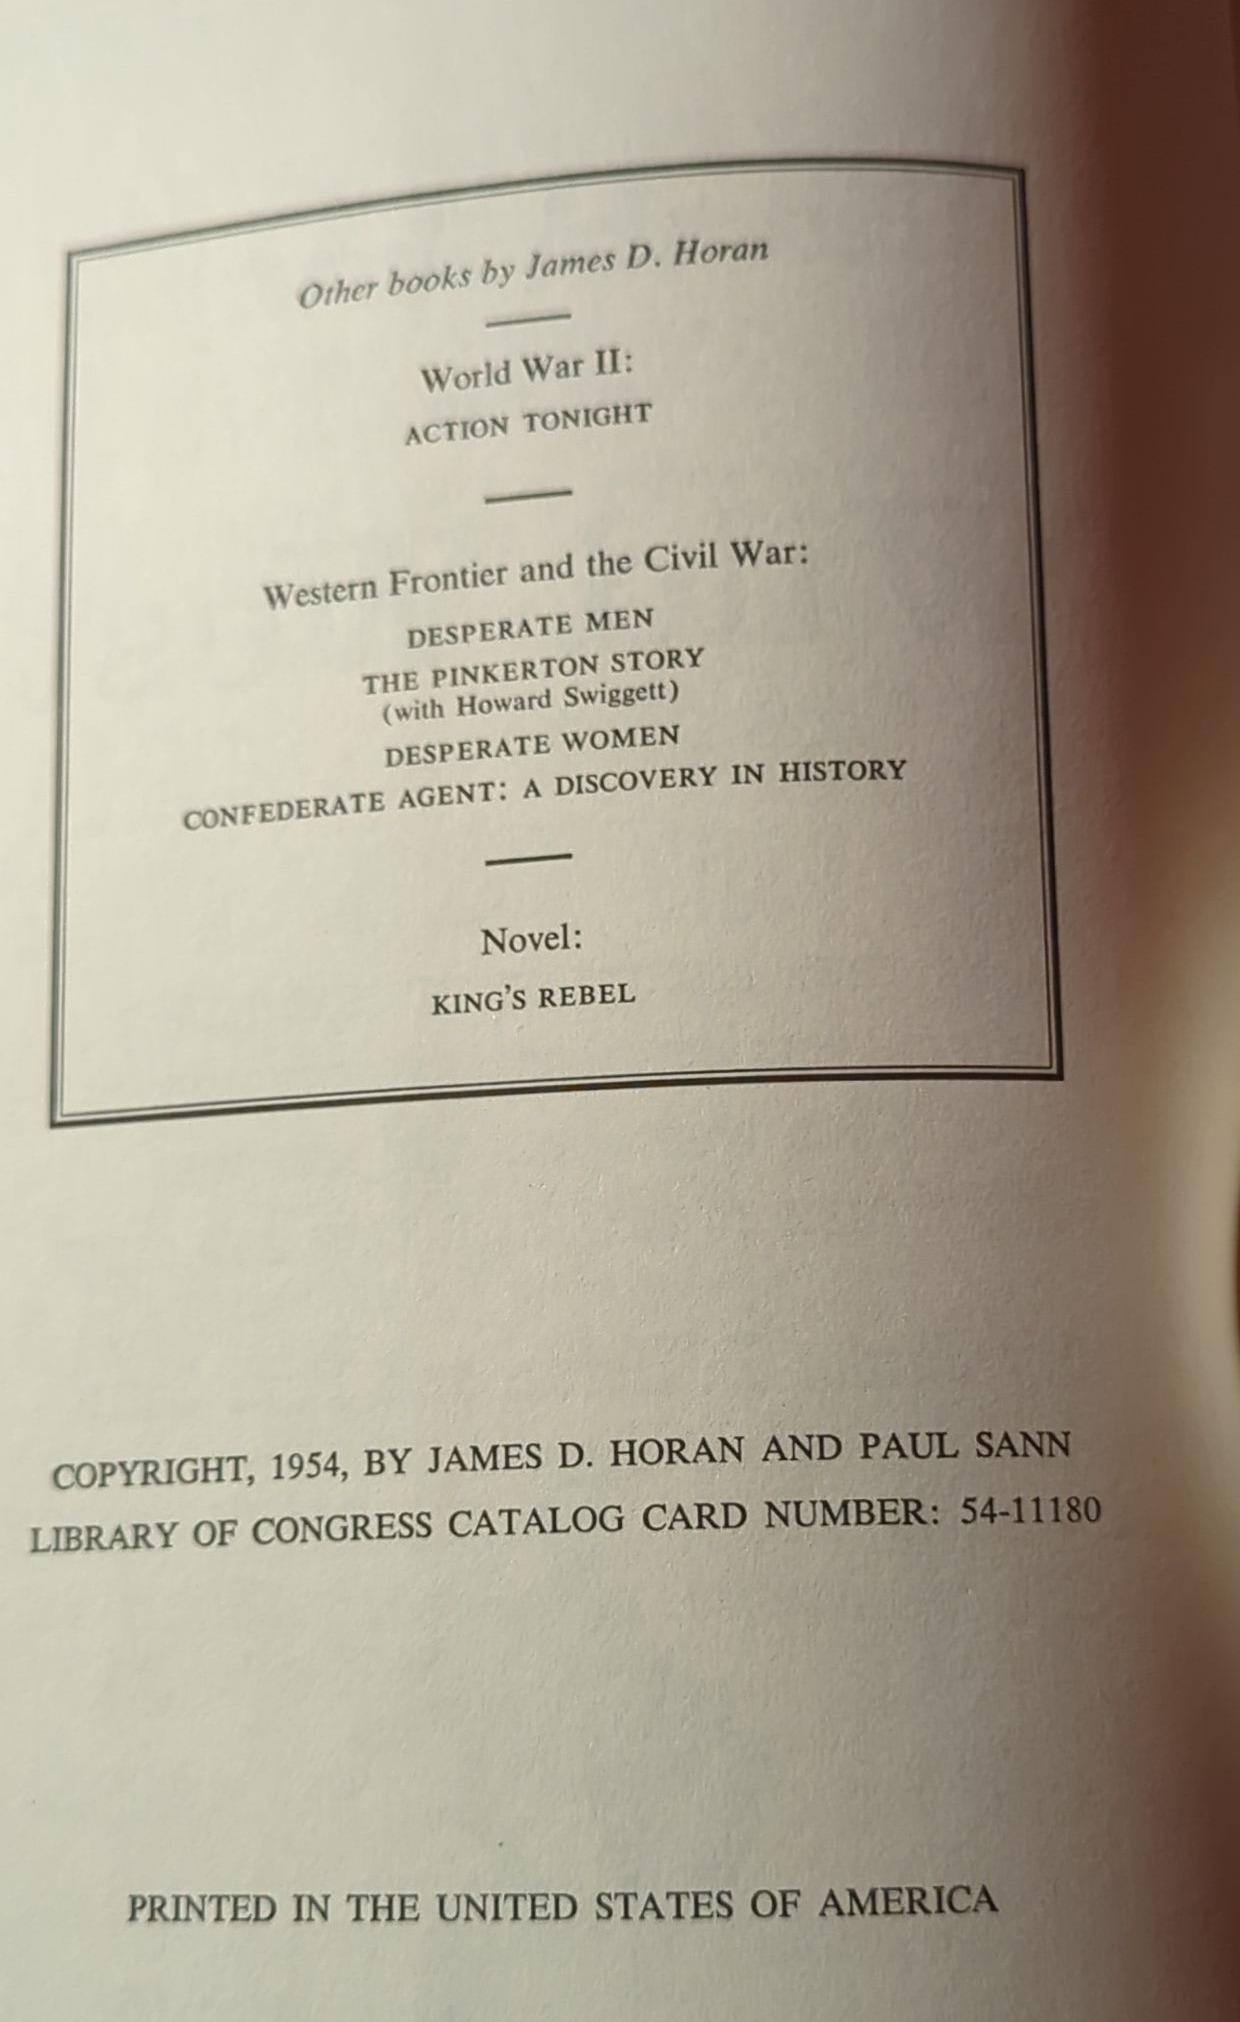 Other books by James D. Horan
World War II:
ACTION TONIGHT
Western Frontier and the Civil War:
DESPERATE MEN
THE PINKERTON STORY
(with Howard Swiggett)
DESPERATE WOMEN
CONFEDERATE AGENT: A DISCOVERY IN HISTORY
Novel:
KING'S REBEL
COPYRIGHT, 1954, BY JAMES D. HORAN AND PAUL SANN
LIBRARY OF CONGRESS CATALOG CARD NUMBER: 54-11180
PRINTED IN THE UNITED STATES OF AMERICA